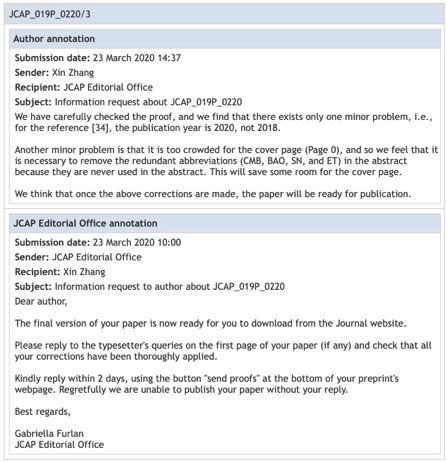 JCAP_019P_0220/3
Author annotation
Submission date: 23 March 2020 14:37
Sender: Xin Zhang
Recipient: JCAP Editorial Office
Subject: Information request about JCAP_019P_0220
We have carefully checked the proof, and we find that there exists only one minor problem, i.e.,
for the reference [34], the publication year is 2020, not 2018.
Another minor problem is that it is too crowded for the cover page (Page 0), and so we feel that it
is necessary to remove the redundant abbreviations (CMB, BAO, SN, and ET) in the abstract
because they are never used in the abstract. This will save some room for the cover page.
We think that once the above corrections are made, the paper will be ready for publication.
JCAP Editorial Office annotation
Submission date: 23 March 2020 10:00
Sender: JCAP Editorial Office
Recipient: Xin Zhang
Subject: Information request to author about JCAP_019P_0220
Dear author,
The final version of your paper is now ready for you to download from the Journal website.
Please reply to the typesetter's queries on the first page of your paper (if any) and check that all
your corrections have been thoroughly applied.
Kindly reply within 2 days, using the button "send proofs" at the bottom of your preprint's
webpage. Regretfully we are unable to publish your paper without your reply.
Best regards,
Gabriella Furlan
JCAP Editorial Office